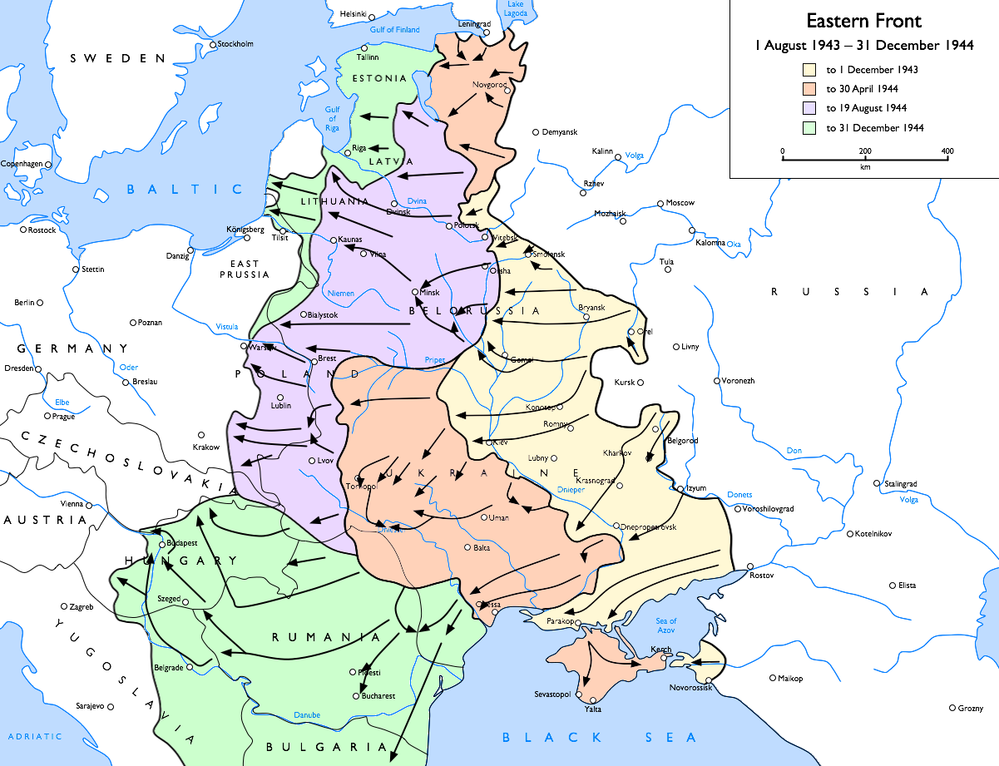 Eastern Front
1 August 1943 – 31 December 1944
to 1 December 1943
to 30 April 1944
to 19 August 1944
to 31 December 1944
0 200 400
km
Lake
Lagoda
Helsinki
Leningrad
Gulf of Finland
Stockholm
SWEDEN
Tallinn
ESTONIA
Novgorod
Gulf
of
Riga
Demyansk
Riga
LATVIA
Kalinn
Volga
Copenhagen
Rzhev
BALTIC
LITHUANIA
Dvina
Dvinsk
Moscow
Mozhaisk
Polotsk
Rostock
Königsberg
Tilsit
Kaunas
Vitebsk
Kalomna
Oka
Danzig
Vilna
Smolensk
EAST
PRUSSIA
Stettin
Orsha
Tula
Niemen
Minsk
RUSSIA
Berlin
BELORUSSIA
Bryansk
Bialystok
Poznan
Vistula
Orel
GERMANY
Warsaw
Livny
Brest
Pripet
Gomel
Dresden
Oder
POLAND
Breslau
Kursk
Voronezh
Elbe
Lublin
Konotop
Prague
Romny
CZECHOSLOVAKIA
Krakow
Kiev
Belgorod
Lvov
Lubny
Kharkov
Don
UKRAINE
Tornopol
Krasnograd
Stalingrad
Dnieper
Izyum
Donets
Volga
Vienna
Voroshilovgrad
AUSTRIA
Uman
Dniester
Dnepropetrovsk
Kotelnikov
Budapest
Balta
HUNGARY
Rostov
Elista
Szeged
Zagreb
Odessa
Parakop
Sea of
Azov
YUGOSLAVIA
RUMANIA
Kerch
Belgrade
Ploesti
Novorossisk
Maikop
Bucharest
Sevastopol
Sarajevo
Yalta
Grozny
Danube
ADRIATIC
BLACK SEA
BULGARIA